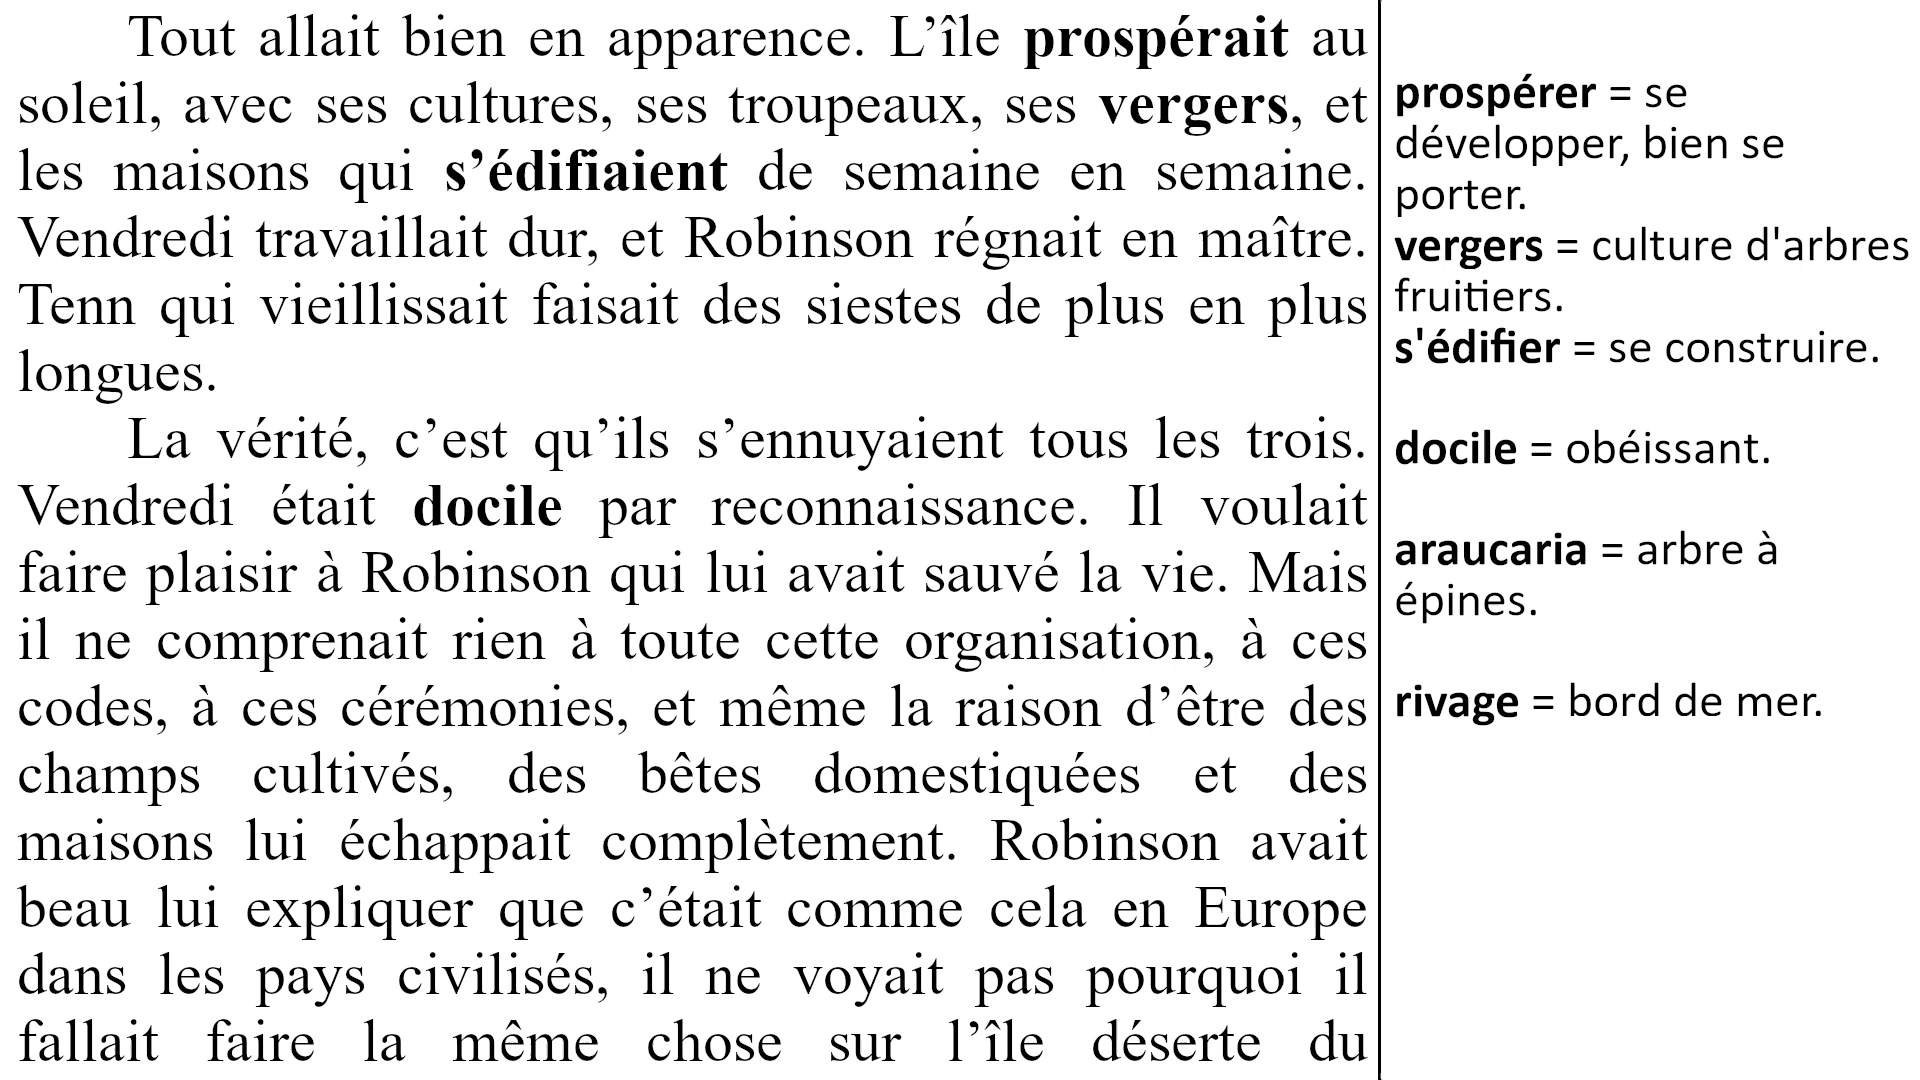 Tout allait bien en apparence. L’île prospérait au
soleil, avec ses cultures, ses troupeaux, ses vergers, et
les maisons qui s’édifiaient de semaine en semaine.
Vendredi travaillait dur, et Robinson régnait en maître.
Tenn qui vieillissait faisait des siestes de plus en plus
longues.
La vérité, c’est qu’ils s’ennuyaient tous les trois.
Vendredi était docile par reconnaissance. Il voulait
faire plaisir à Robinson qui lui avait sauvé la vie. Mais
il ne comprenait rien à toute cette organisation, à ces
codes, à ces cérémonies, et même la raison d’être des
champs cultivés, des bêtes domestiquées et des
maisons lui échappait complètement. Robinson avait
beau lui expliquer que c’était comme cela en Europe
dans les pays civilisés, il ne voyait pas pourquoi il
fallait faire la même chose sur l’île déserte du
prospérer = se
développer, bien se
porter.
vergers = culture d'arbres
fruitiers.
s'édifier = se construire.
docile = obéissant.
araucaria = arbre à
épines.
rivage = bord de mer.